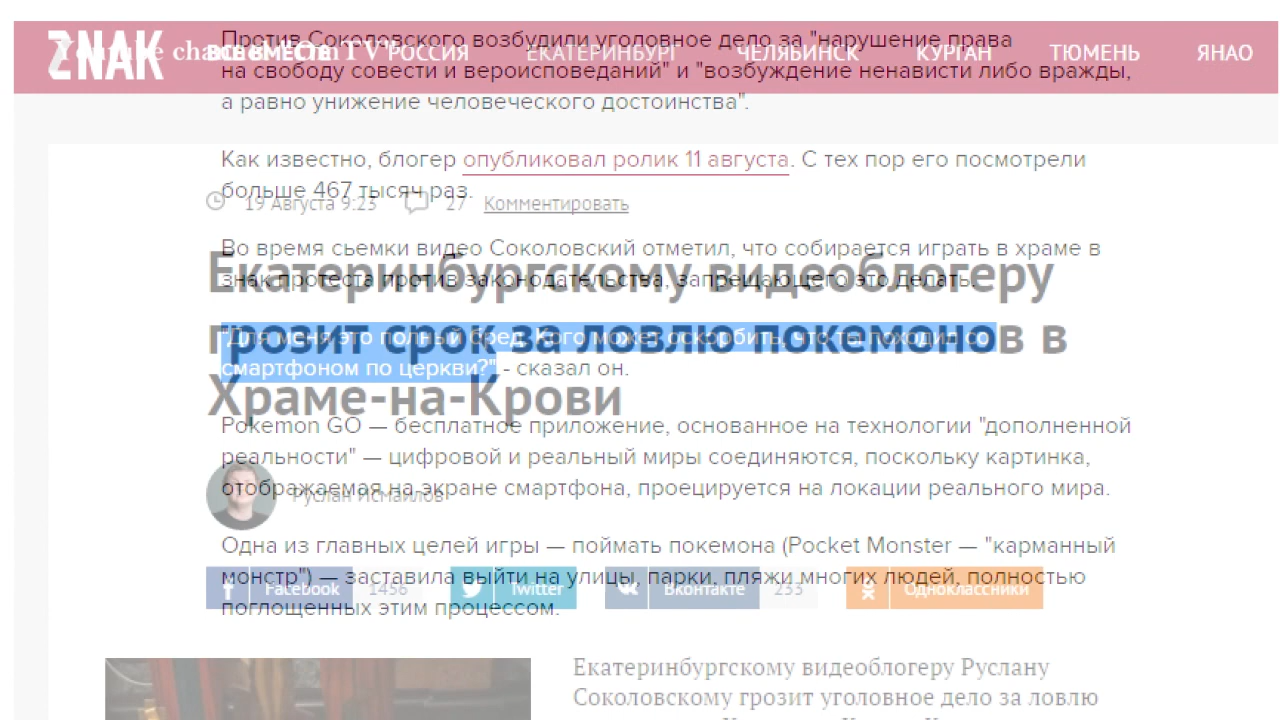 Против Соколовского возбудили уголовное дело за "нарушение права
ZNAK Youtube channel "Om TV" ВСЕ ВМЕСТЕ РОССИЯ ЕКАТЕРИНБУРГ ЧЕЛЯБИНСК КУРГАН ТЮМЕНЬ ЯНАО
на свободу совести и вероисповеданий" и "возбуждение ненависти либо вражды,
а равно унижение человеческого достоинства".
Как известно, блогер опубликовал ролик 11 августа. С тех пор его посмотрели
больше 467 тысяч раз.
19 Августа 9:23 27 Комментировать
Во время сьемки видео Соколовский отметил, что собирается играть в храме в
знак протеста против законодательства, запрещающего это делать.
Екатеринбургскому видеоблогеру
грозит срок за ловлю покемонов в
Храме-на-Крови
"Для меня это полный бред. Кого может оскорбить, что ты походил со
смартфоном по церкви?" - сказал он.
Pokemon GO — бесплатное приложение, основанное на технологии "дополненной
реальности" — цифровой и реальный миры соединяются, поскольку картинка,
отображаемая на экране смартфона, проецируется на локации реального мира.
Руслан Исмаилов
Одна из главных целей игры — поймать покемона (Pocket Monster — "карманный
монстр") — заставила выйти на улицы, парки, пляжи многих людей, полностью
поглощенных этим процессом.
Facebook 1456 Twitter Вконтакте 233 Одноклассники
Екатеринбургскому видеоблогеру Руслану
Соколовскому грозит уголовное дело за ловлю